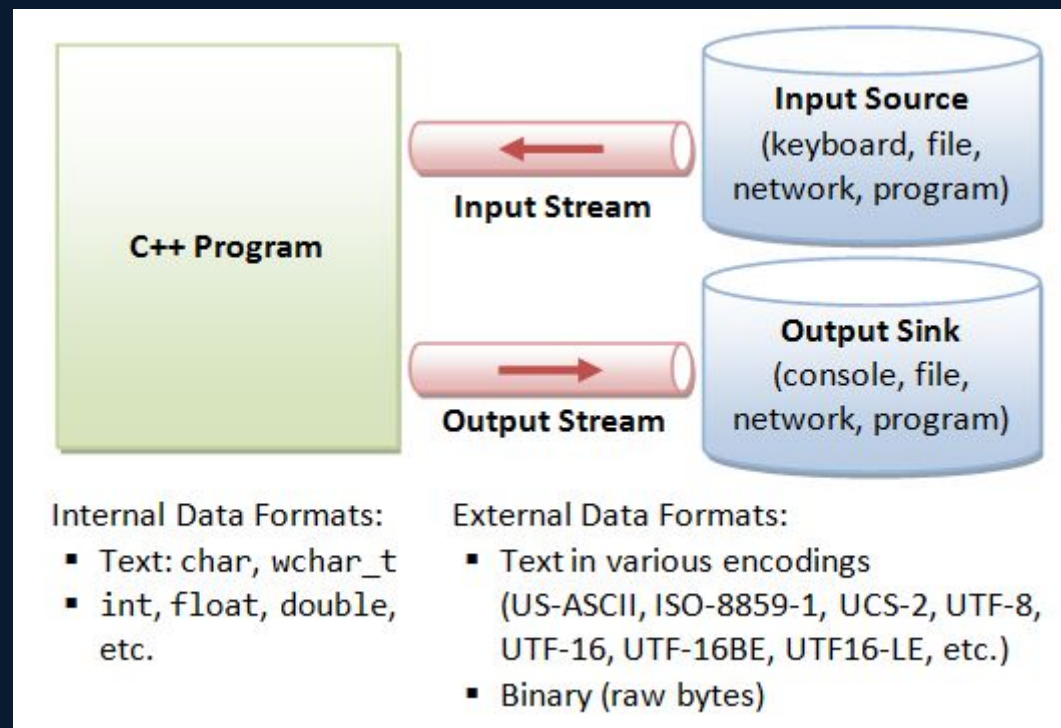 C++ Program
Input Stream
Input Source
(keyboard, file,
network, program)
Output Stream
Output Sink
(console, file,
network, program)
Internal Data Formats:
▪ Text: char, wchar_t
▪ int, float, double,
etc.
External Data Formats:
▪ Text in various encodings
(US-ASCII, ISO-8859-1, UCS-2, UTF-8,
UTF-16, UTF-16BE, UTF16-LE, etc.)
▪ Binary (raw bytes)